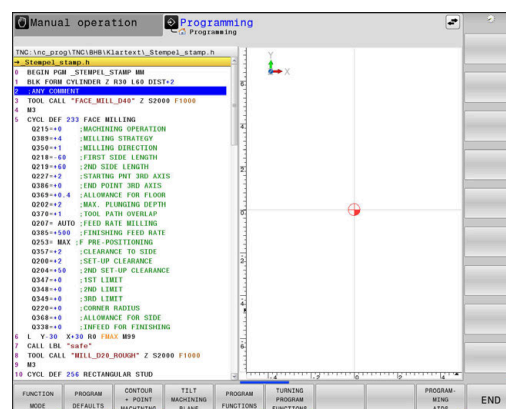 Manual operation
Programming
Programming
TNC:\nc_prog\TNC\BHB\Klartext\_Stempel_stamp.h
→_Stempel_stamp.h
0 BEGIN PGM _STEMPEL_STAMP MM
1 BLK FORM CYLINDER Z R30 L60 DIST+2
2 ;ANY COMMENT
3 TOOL CALL "FACE_MILL_D40" Z S2000 F1000
4 M3
5 CYCL DEF 233 FACE MILLING
Q215=+0 ;MACHINING OPERATION
Q389=+4 ;MILLING STRATEGY
Q350=+1 ;MILLING DIRECTION
Q218=-60 ;FIRST SIDE LENGTH
Q219=+60 ;2ND SIDE LENGTH
Q227=+2 ;STARTNG PNT 3RD AXIS
Q386=+0 ;END POINT 3RD AXIS
Q369=+0.4 ;ALLOWANCE FOR FLOOR
Q202=+2 ;MAX. PLUNGING DEPTH
Q370=+1 ;TOOL PATH OVERLAP
Q207= AUTO ;FEED RATE MILLING
Q385=+500 ;FINISHING FEED RATE
Q253= MAX ;F PRE-POSITIONING
Q357=+2 ;CLEARANCE TO SIDE
Q200=+2 ;SET-UP CLEARANCE
Q204=+50 ;2ND SET-UP CLEARANCE
Q347=+0 ;1ST LIMIT
Q348=+0 ;2ND LIMIT
Q349=+0 ;3RD LIMIT
Q220=+0 ;CORNER RADIUS
Q368=+0 ;ALLOWANCE FOR SIDE
Q338=+0 ;INFEED FOR FINISHING
6 L Y-30 X+30 R0 FMAX M99
7 CALL LBL "safe"
8 TOOL CALL "MILL_D20_ROUGH" Z S2000 F1000
9 M3
10 CYCL DEF 256 RECTANGULAR STUD
Y
X
-4
-2
0
2
4
FUNCTION MODE
PROGRAM DEFAULTS
CONTOUR + POINT MACHINING
TILT MACHINING PLANE
PROGRAM FUNCTIONS
TURNING PROGRAM FUNCTIONS
PROGRAM-MING AIDS
END